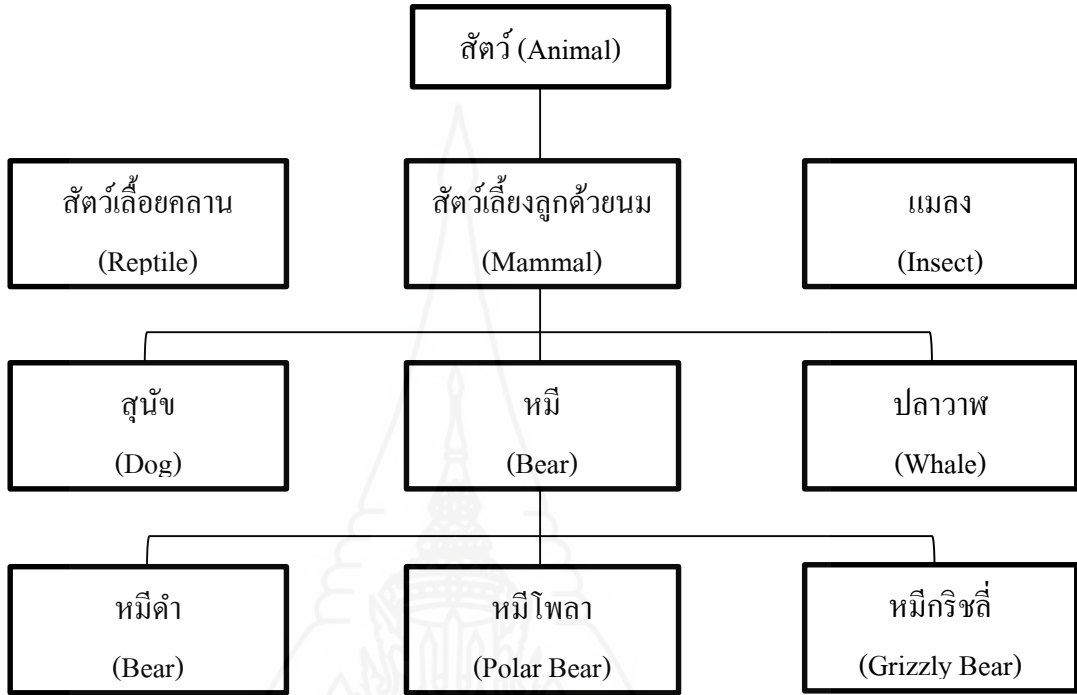 สัตว์ (Animal)
สัตว์เลื้อยคลาน
(Reptile)
สัตว์เลี้ยงลูกด้วยนม
(Mammal)
แมลง
(Insect)
สุนัข
(Dog)
หมี
(Bear)
ปลาวาฬ
(Whale)
หมีดำ
(Bear)
หมีโพลา
(Polar Bear)
หมีกริชลี่
(Grizzly Bear)